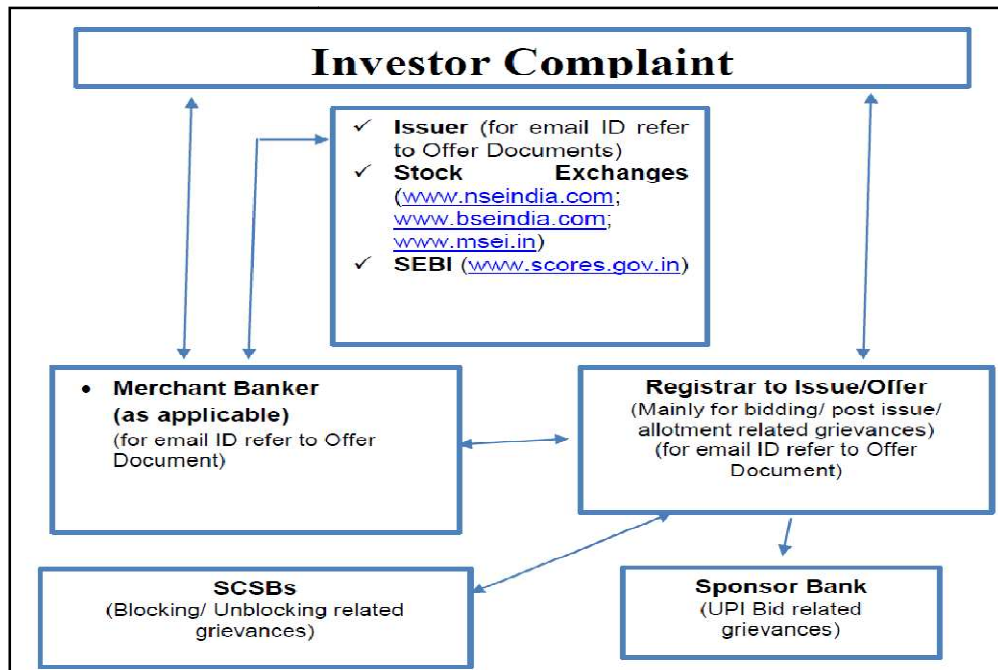 Investor Complaint
✓ Issuer (for email ID refer
to Offer Documents)
✓ Stock Exchanges
(www.nseindia.com;
www.bseindia.com;
www.msei.in)
✓ SEBI (www.scores.gov.in)
• Merchant Banker
(as applicable)
(for email ID refer to Offer
Document)
Registrar to Issue/Offer
(Mainly for bidding/ post issue/
allotment related grievances)
(for email ID refer to Offer
Document)
SCSBs
(Blocking/ Unblocking related
grievances)
Sponsor Bank
(UPI Bid related
grievances)